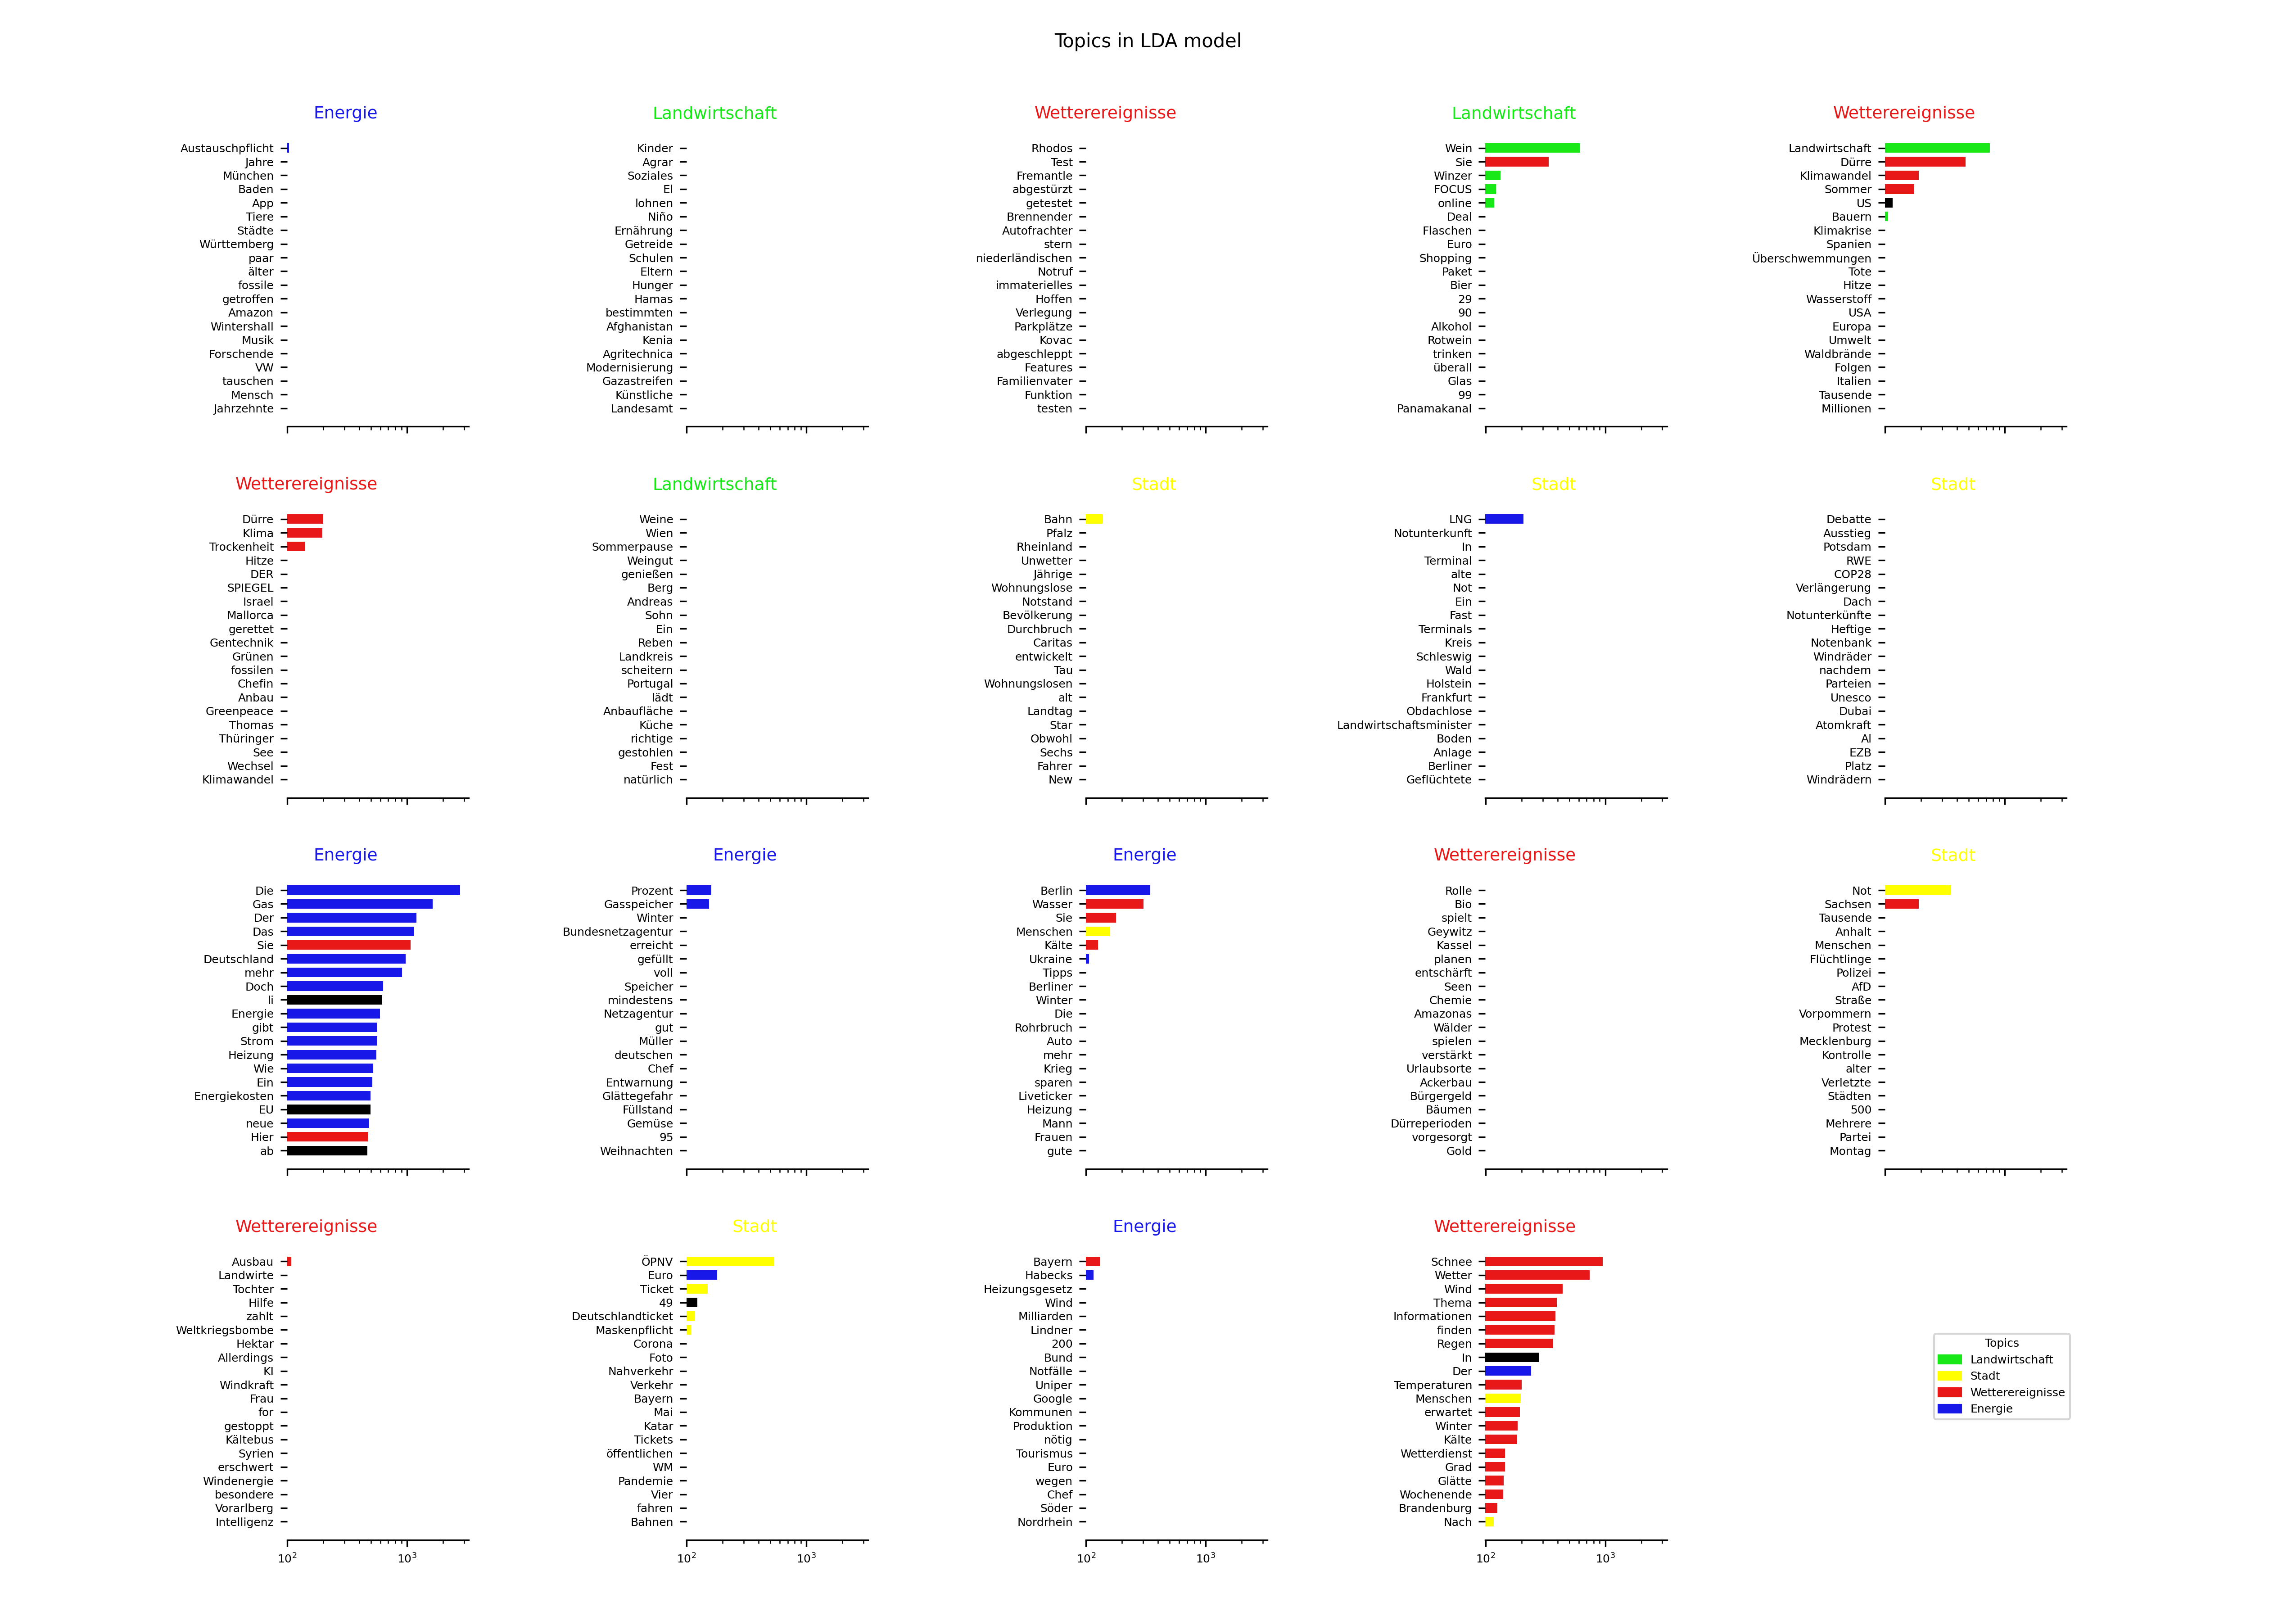 Topics in LDA model
Energie
Austauschpflicht
Jahre
München
Baden
App
Tiere
Städte
Württemberg
paar
älter
fossile
getroffen
Amazon
Wintershall
Musik
Forschende
VW
tauschen
Mensch
Jahrzehnte
Landwirtschaft
Kinder
Agrar
Soziales
El
lohnen
Niño
Ernährung
Getreide
Schulen
Eltern
Hunger
Hamas
bestimmten
Afghanistan
Kenia
Agritechnica
Modernisierung
Gazastreifen
Künstliche
Landesamt
Wetterereignisse
Rhodos
Test
Fremantle
abgestürzt
getestet
Brennender
Autofrachter
stern
niederländischen
Notruf
immaterielles
Hoffen
Verlegung
Parkplätze
Kovac
abgeschleppt
Features
Familienvater
Funktion
testen
Landwirtschaft
Wein
Sie
Winzer
FOCUS
online
Deal
Flaschen
Euro
Shopping
Paket
Bier
29
90
Alkohol
Rotwein
trinken
überall
Glas
99
Panamakanal
Wetterereignisse
Landwirtschaft
Dürre
Klimawandel
Sommer
US
Bauern
Klimakrise
Spanien
Überschwemmungen
Tote
Hitze
Wasserstoff
USA
Europa
Umwelt
Waldbrände
Folgen
Italien
Tausende
Millionen
Wetterereignisse
Dürre
Klima
Trockenheit
Hitze
DER
SPIEGEL
Israel
Mallorca
gerettet
Gentechnik
Grünen
fossilen
Chefin
Anbau
Greenpeace
Thomas
Thüringer
See
Wechsel
Klimawandel
Landwirtschaft
Weine
Wien
Sommerpause
Weingut
genießen
Berg
Andreas
Sohn
Ein
Reben
Landkreis
scheitern
Portugal
lädt
Anbaufläche
Küche
richtige
gestohlen
Fest
natürlich
Stadt
Bahn
Pfalz
Rheinland
Unwetter
Jährige
Wohnungslose
Notstand
Bevölkerung
Durchbruch
Caritas
entwickelt
Tau
Wohnungslosen
alt
Landtag
Star
Obwohl
Sechs
Fahrer
New
Stadt
LNG
Notunterkunft
In
Terminal
alte
Not
Ein
Fast
Terminals
Kreis
Schleswig
Wald
Holstein
Frankfurt
Obdachlose
Landwirtschaftsminister
Boden
Anlage
Berliner
Geflüchtete
Stadt
Debatte
Ausstieg
Potsdam
RWE
COP28
Verlängerung
Dach
Notunterkünfte
Heftige
Notenbank
Windräder
nachdem
Parteien
Unesco
Dubai
Atomkraft
Al
EZB
Platz
Windrädern
Energie
Die
Gas
Der
Das
Sie
Deutschland
mehr
Doch
li
Energie
gibt
Strom
Heizung
Wie
Ein
Energiekosten
EU
neue
Hier
ab
Energie
Prozent
Gasspeicher
Winter
Bundesnetzagentur
erreicht
gefüllt
voll
Speicher
mindestens
Netzagentur
gut
Müller
deutschen
Chef
Entwarnung
Glättegefahr
Füllstand
Gemüse
95
Weihnachten
Energie
Berlin
Wasser
Sie
Menschen
Kälte
Ukraine
Tipps
Berliner
Winter
Die
Rohrbruch
Auto
mehr
Krieg
sparen
Liveticker
Heizung
Mann
Frauen
gute
Wetterereignisse
Rolle
Bio
spielt
Geywitz
Kassel
planen
entschärft
Seen
Chemie
Amazonas
Wälder
spielen
verstärkt
Urlaubsorte
Ackerbau
Bürgergeld
Bäumen
Dürreperioden
vorgesorgt
Gold
Stadt
Not
Sachsen
Tausende
Anhalt
Menschen
Flüchtlinge
Polizei
AfD
Straße
Vorpommern
Protest
Mecklenburg
Kontrolle
alter
Verletzte
Städten
500
Mehrere
Partei
Montag
Wetterereignisse
Ausbau
Landwirte
Tochter
Hilfe
zahlt
Weltkriegsbombe
Hektar
Allerdings
KI
Windkraft
Frau
for
gestoppt
Kältebus
Syrien
erschwert
Windenergie
besondere
Vorarlberg
Intelligenz
10²
10³
Stadt
ÖPNV
Euro
Ticket
49
Deutschlandticket
Maskenpflicht
Corona
Foto
Nahverkehr
Verkehr
Bayern
Mai
Katar
Tickets
öffentlichen
WM
Pandemie
Vier
fahren
Bahnen
10²
10³
Energie
Bayern
Habecks
Heizungsgesetz
Wind
Milliarden
Lindner
200
Bund
Notfälle
Uniper
Google
Kommunen
Produktion
nötig
Tourismus
Euro
wegen
Chef
Söder
Nordrhein
10²
10³
Wetterereignisse
Schnee
Wetter
Wind
Thema
Informationen
finden
Regen
In
Der
Temperaturen
Menschen
erwartet
Winter
Kälte
Wetterdienst
Grad
Glätte
Wochenende
Brandenburg
Nach
10²
10³
Topics
Landwirtschaft
Stadt
Wetterereignisse
Energie